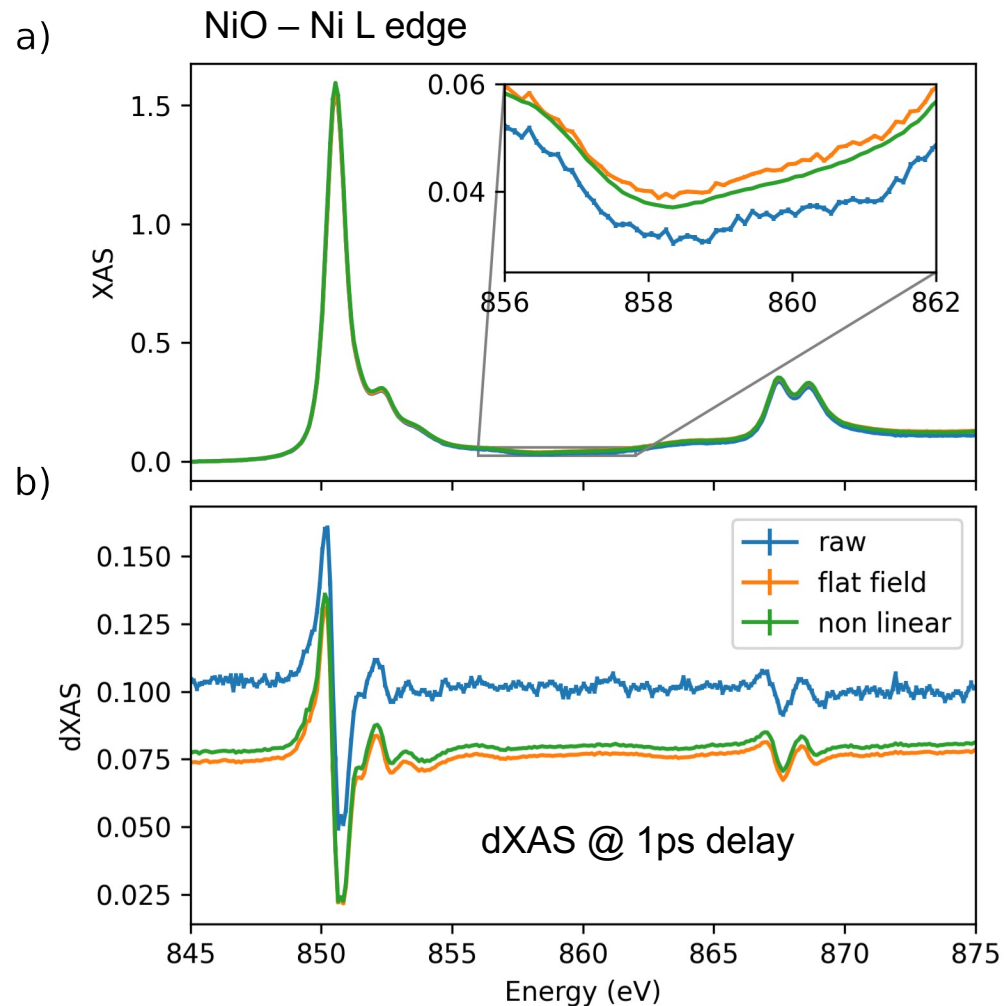 a)
NiO – Ni L edge
XAS
1.5
1.0
0.5
0.0
0.06
0.04
856 858 860 862
b)
dXAS
0.150
0.125
0.100
0.075
0.050
0.025
raw
flat field
non linear
dXAS @ 1ps delay
845 850 855 860 865 870 875
Energy (eV)